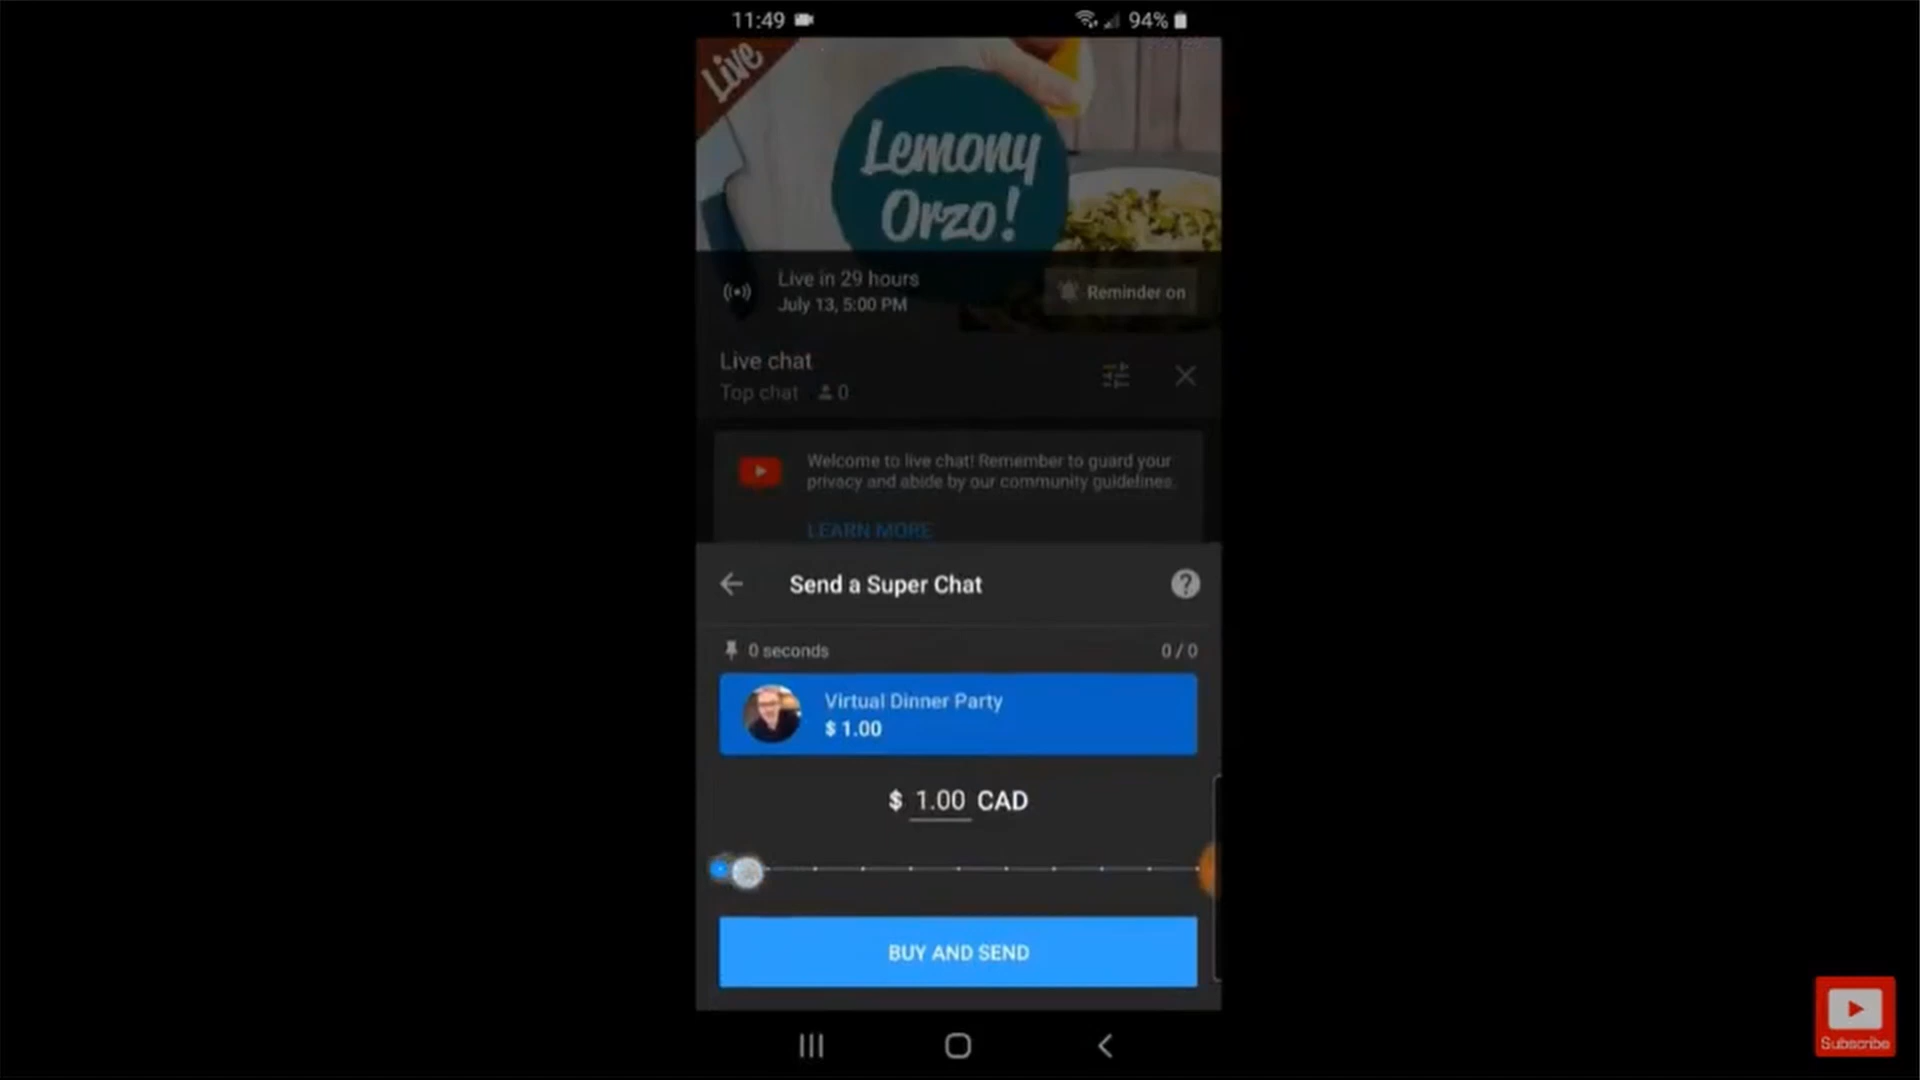 11:49
94%
Live
Lemony
Orzo!
Live in 29 hours
July 13, 5:00 PM
Reminder on
Live chat
Top chat 0
Welcome to live chat! Remember to guard your
privacy and abide by our community guidelines.
LEARN MORE
Send a Super Chat
0 seconds
0 / 0
Virtual Dinner Party
$ 1.00
$ 1.00 CAD
BUY AND SEND
Subscribe